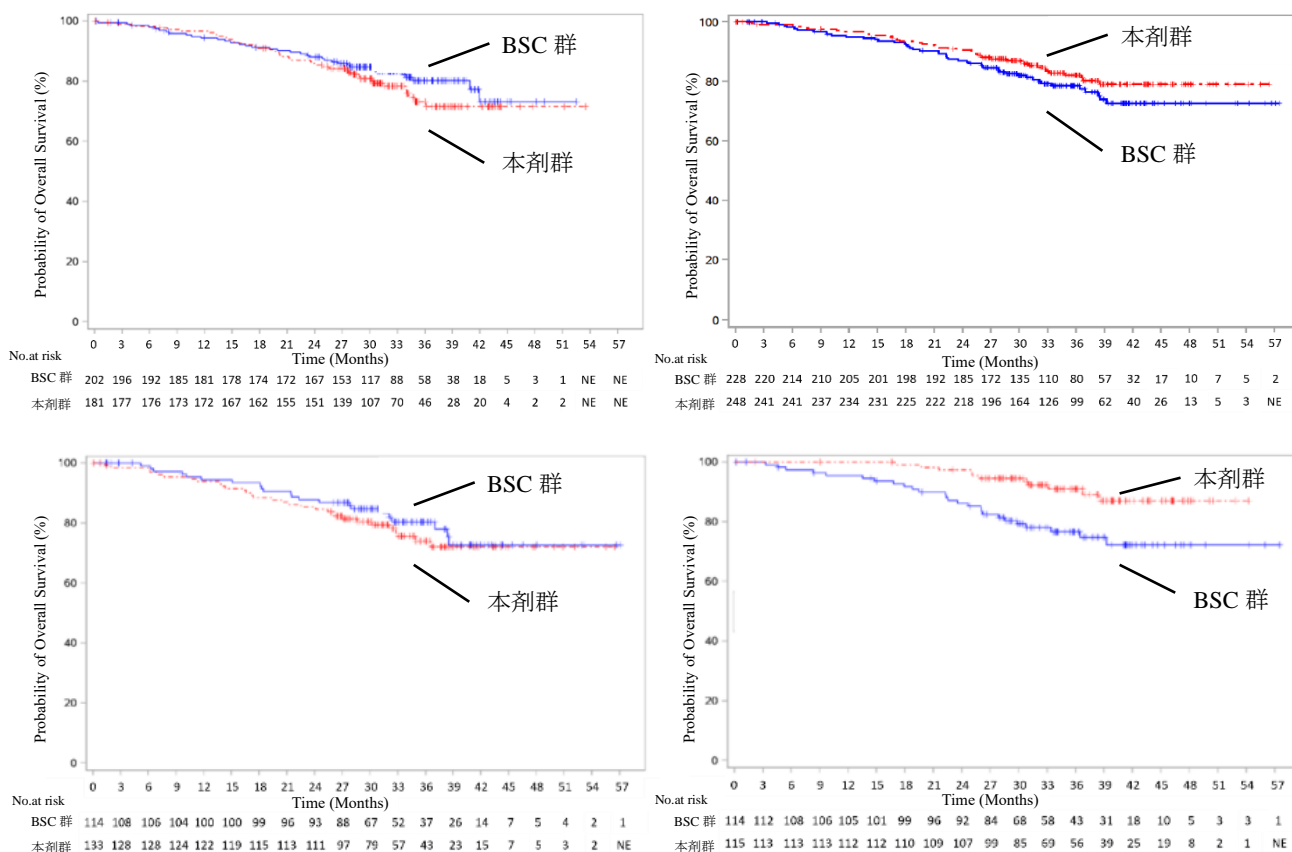 Probability of Overall Survival (%)
100
80
60
40
20
0
BSC 群
本剤群
0 3 6 9 12 15 18 21 24 27 30 33 36 39 42 45 48 51 54 57
Time (Months)
No.at risk
BSC 群 202 196 192 185 181 178 174 172 167 153 117 88 58 38 18 5 3 1 NE NE
本剤群 181 177 176 173 172 167 162 155 151 139 107 70 46 28 20 4 2 2 NE NE
Probability of Overall Survival (%)
100
80
60
40
20
0
本剤群
BSC 群
0 3 6 9 12 15 18 21 24 27 30 33 36 39 42 45 48 51 54 57
Time (Months)
No.at risk
BSC 群 228 220 214 210 205 201 198 192 185 172 135 110 80 57 32 17 10 7 5 2
本剤群 248 241 241 237 234 231 225 222 218 196 164 126 99 62 40 26 13 5 3 NE
Probability of Overall Survival (%)
100
80
60
40
20
0
BSC 群
本剤群
0 3 6 9 12 15 18 21 24 27 30 33 36 39 42 45 48 51 54 57
Time (Months)
No.at risk
BSC 群 114 108 106 104 100 100 99 96 93 88 67 52 37 26 14 7 5 4 2 1
本剤群 133 128 128 124 122 119 115 113 111 97 79 57 43 23 15 7 5 3 2 NE
Probability of Overall Survival (%)
100
80
60
40
20
0
本剤群
BSC 群
0 3 6 9 12 15 18 21 24 27 30 33 36 39 42 45 48 51 54 57
Time (Months)
No.at risk
BSC 群 114 112 108 106 105 101 99 96 92 84 68 58 43 31 18 10 5 3 3 1
本剤群 115 113 113 113 112 112 110 109 107 99 85 69 56 39 25 19 8 2 1 NE